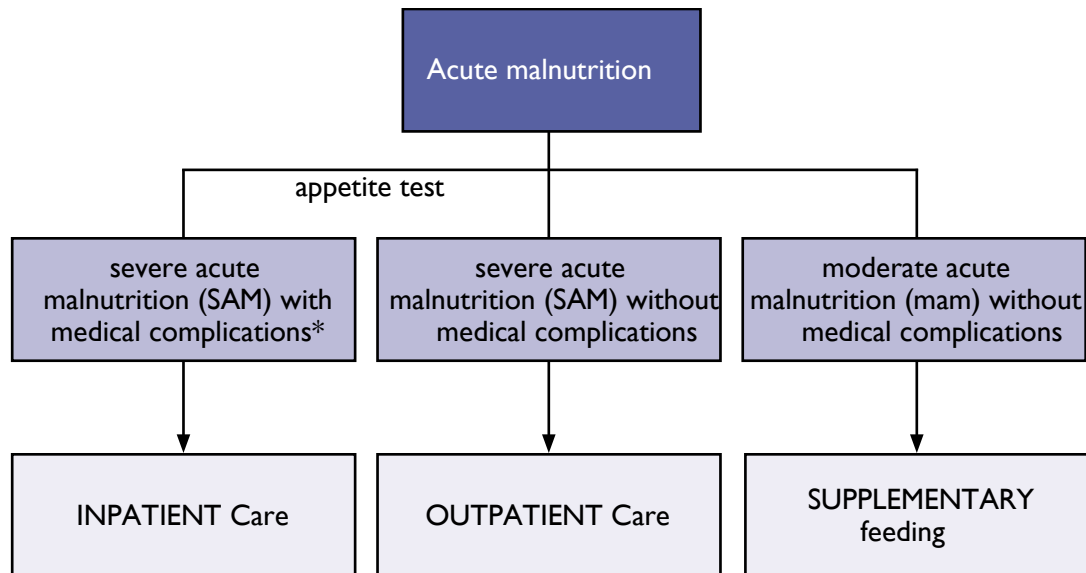 Acute malnutrition
appetite test
severe acute
malnutrition (SAM) with
medical complications*
severe acute
malnutrition (SAM) without
medical complications
moderate acute
malnutrition (mam) without
medical complications
INPATIENT Care
OUTPATIENT Care
SUPPLEMENTARY
feeding